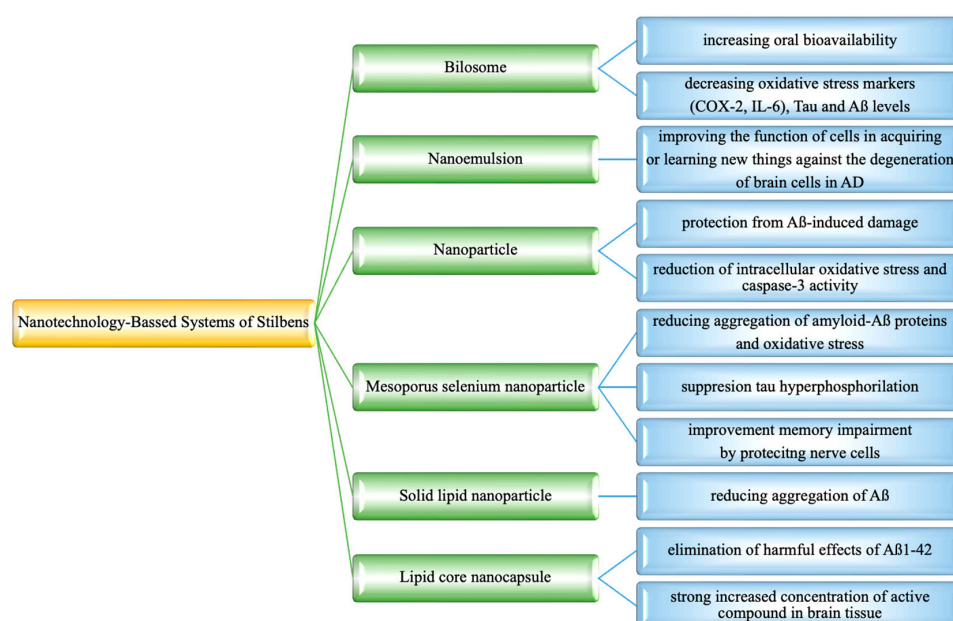 Nanotechnology-Bassed Systems of Stilbens
Bilosome
increasing oral bioavailability
decreasing oxidative stress markers
(COX-2, IL-6), Tau and Aß levels
Nanoemulsion
improving the function of cells in acquiring
or learning new things against the degeneration
of brain cells in AD
Nanoparticle
protection from Aß-induced damage
reduction of intracellular oxidative stress and
caspase-3 activity
Mesoporus selenium nanoparticle
reducing aggregation of amyloid-Aß proteins
and oxidative stress
suppresion tau hyperphosphorilation
improvement memory impairment
by protecitng nerve cells
Solid lipid nanoparticle
reducing aggregation of Aß
Lipid core nanocapsule
elimination of harmful effects of Aß1-42
strong increased concentration of active
compound in brain tissue